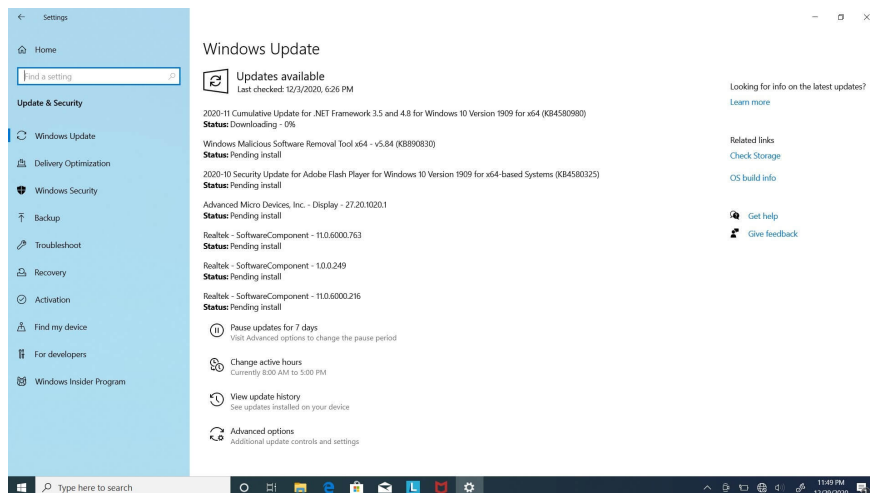 Settings
Home
Find a setting
Update & Security
Windows Update
Delivery Optimization
Windows Security
Backup
Troubleshoot
Recovery
Activation
Find my device
For developers
Windows Insider Program
Windows Update
Updates available
Last checked: 12/3/2020, 6:26 PM
2020-11 Cumulative Update for .NET Framework 3.5 and 4.8 for Windows 10 Version 1909 for x64 (KB4580980)
Status: Downloading - 0%
Windows Malicious Software Removal Tool x64 - v5.84 (KB890830)
Status: Pending install
2020-10 Security Update for Adobe Flash Player for Windows 10 Version 1909 for x64-based Systems (KB4580325)
Status: Pending install
Advanced Micro Devices, Inc. - Display - 27.20.1020.1
Status: Pending install
Realtek - SoftwareComponent - 11.0.6000.763
Status: Pending install
Realtek - SoftwareComponent - 1.0.0.249
Status: Pending install
Realtek - SoftwareComponent - 11.0.6000.216
Status: Pending install
Pause updates for 7 days
Visit Advanced options to change the pause period
Change active hours
Currently 8:00 AM to 5:00 PM
View update history
See updates installed on your device
Advanced options
Additional update controls and settings
Looking for info on the latest updates?
Learn more
Related links
Check Storage
OS build info
Get help
Give feedback
Type here to search
L
11:49 PM
12/29/2020